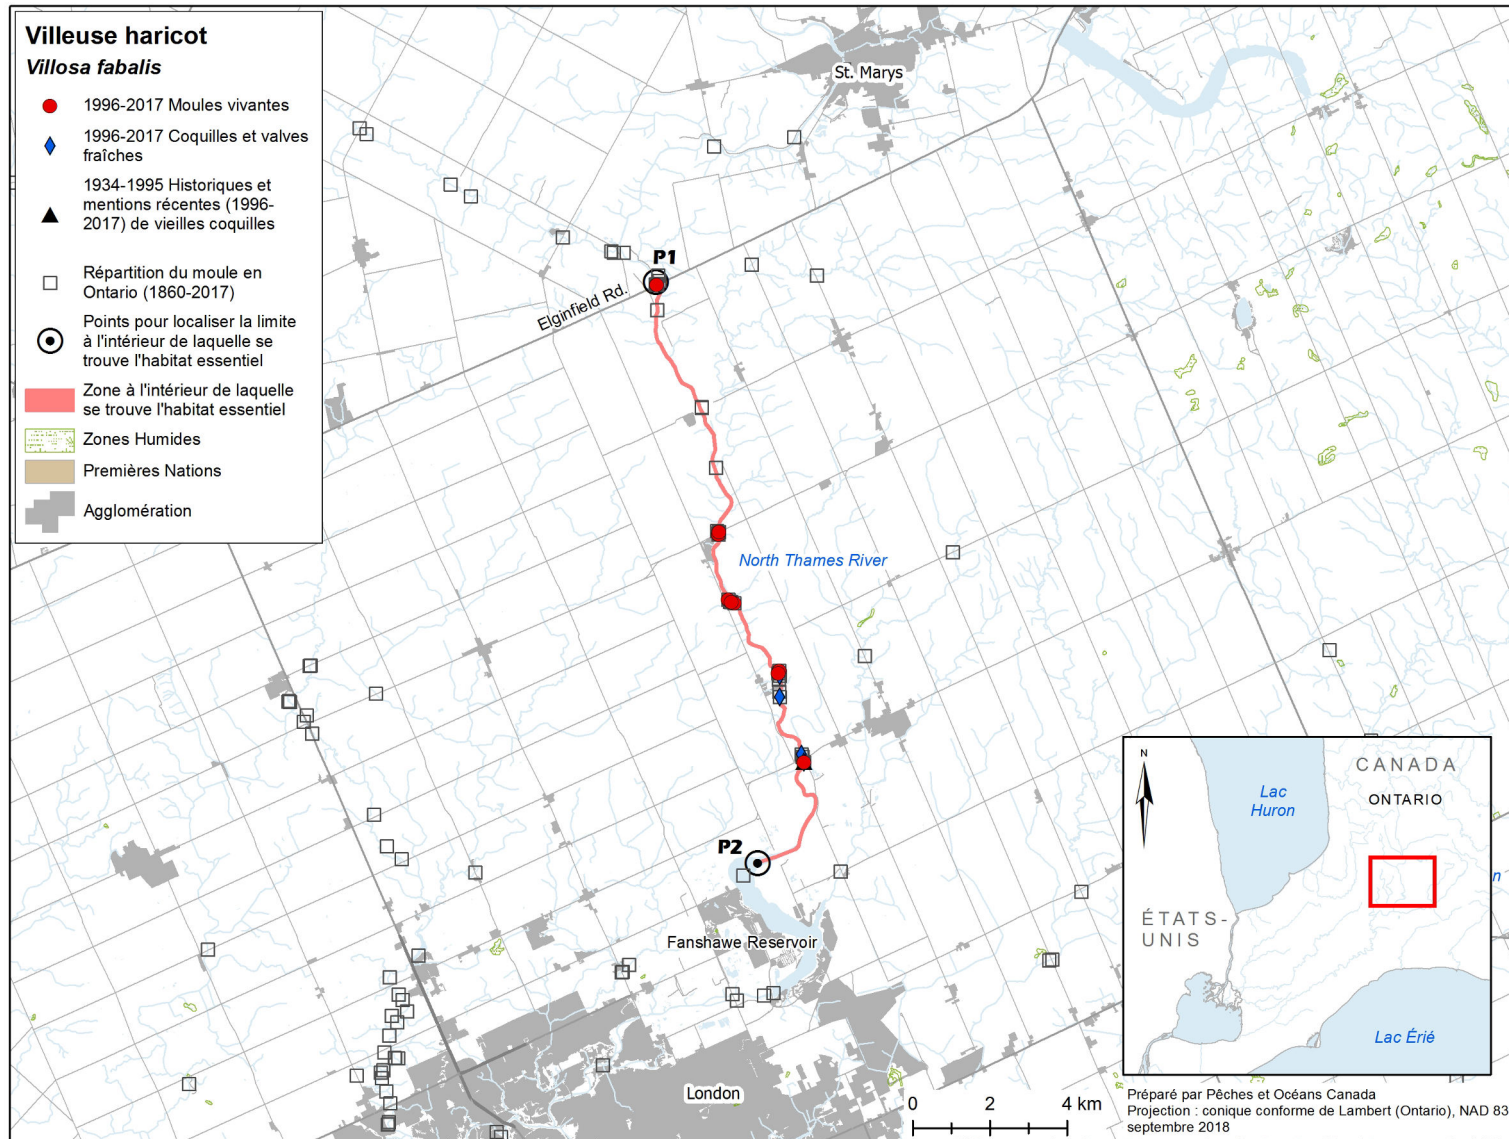 Villeuse haricot
Villosa fabalis
1996-2017 Moules vivantes
1996-2017 Coquilles et valves
fraîches
1934-1995 Historiques et
mentions récentes (1996-
2017) de vieilles coquilles
Répartition du moule en
Ontario (1860-2017)
Points pour localiser la limite
à l'intérieur de laquelle se
trouve l'habitat essentiel
Zone à l'intérieur de laquelle
se trouve l'habitat essentiel
Zones Humides
Premières Nations
Agglomération
St. Marys
P1
Elginfield Rd.
North Thames River
P2
Fanshawe Reservoir
London
0 2 4 km
N
CANADA
ONTARIO
Lac
Huron
ÉTATS-
UNIS
Lac Érié
n
Préparé par Pêches et Océans Canada
Projection : conique conforme de Lambert (Ontario), NAD 83
septembre 2018